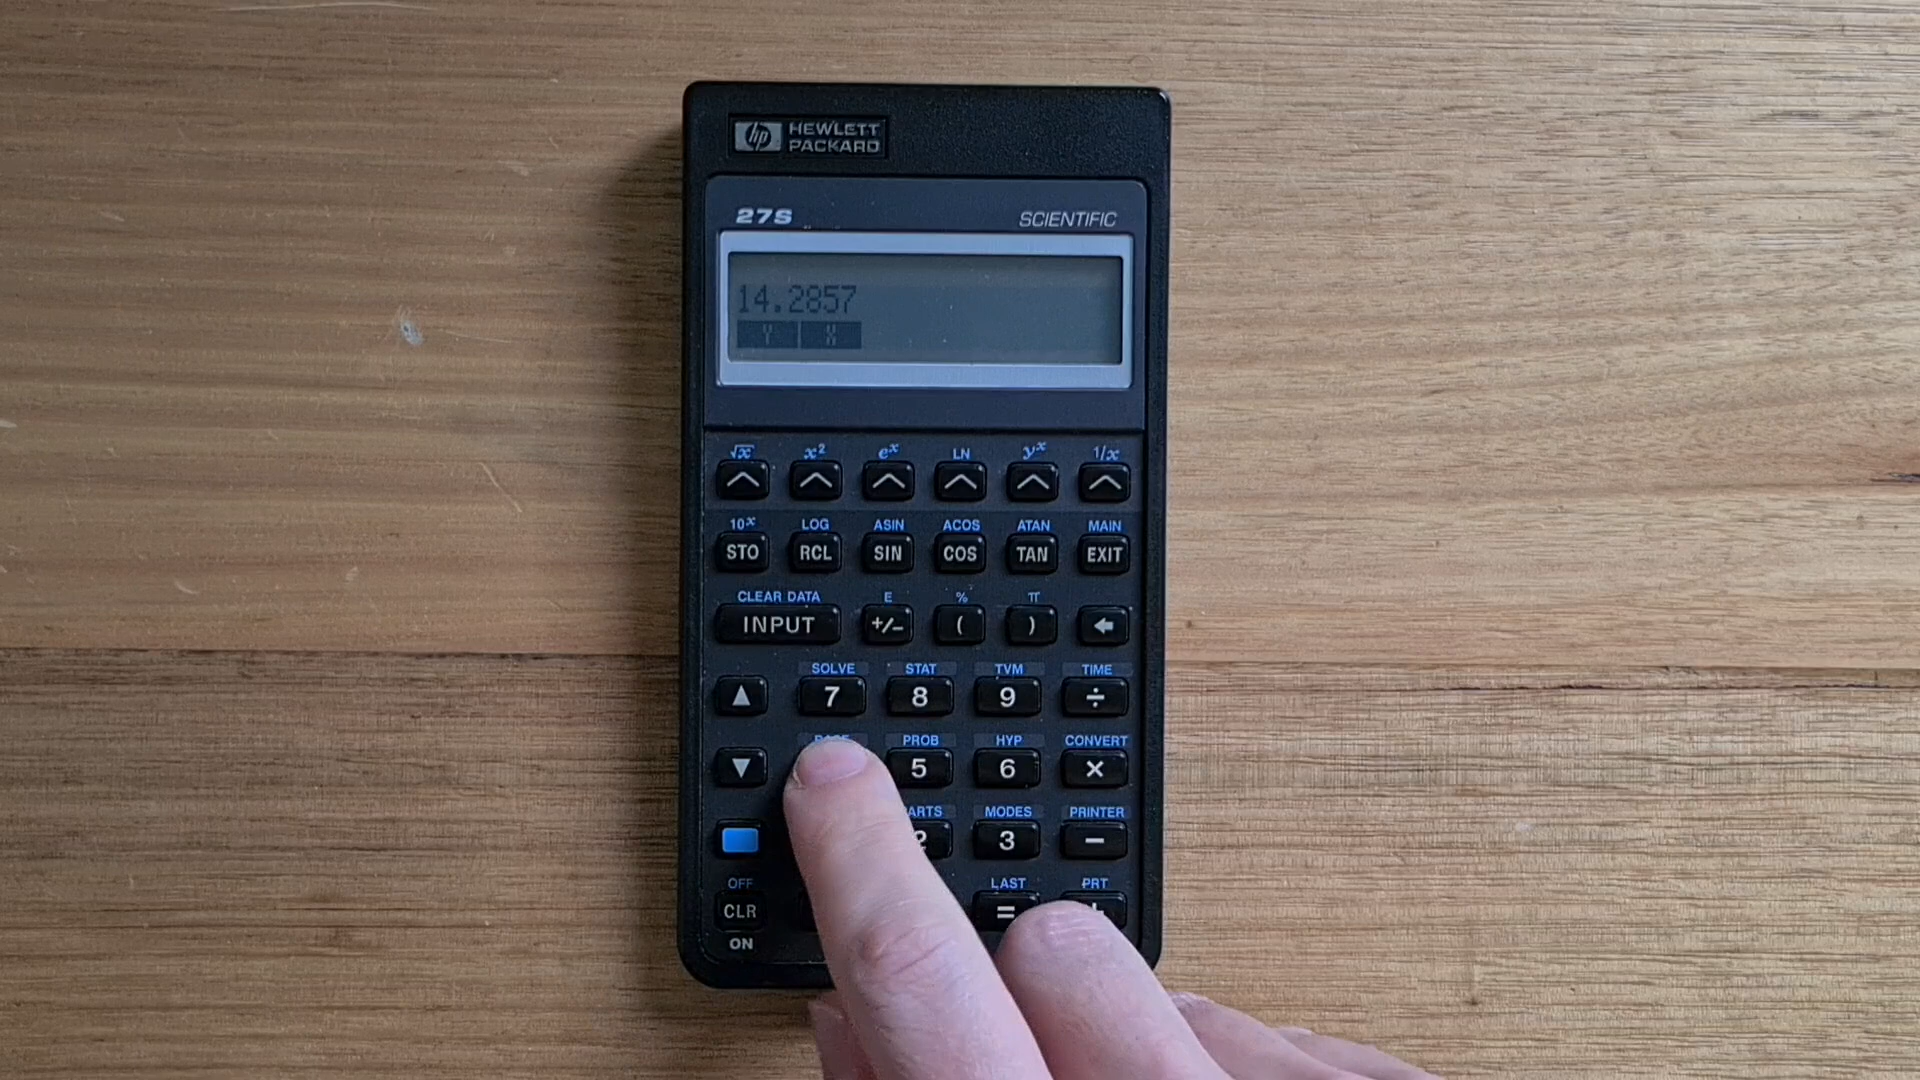 hp HEWLETT
PACKARD
27S SCIENTIFIC
14.2857
Y X
√x x² eˣ LN yˣ 1/x
10ˣ LOG ASIN ACOS ATAN MAIN
STO RCL SIN COS TAN EXIT
CLEAR DATA E % π
INPUT +/− ( ) ←
SOLVE STAT TVM TIME
▲ 7 8 9 ÷
PROB HYP CONVERT
▼ 5 6 ×
MODES PRINTER
2 3 −
OFF LAST PRT
CLR =
ON